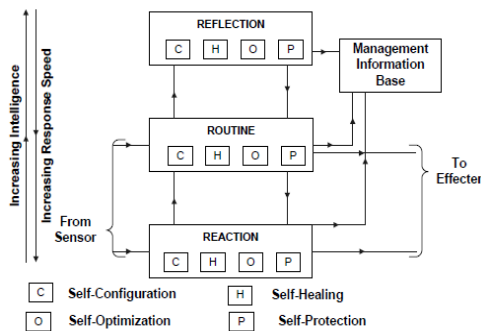 REFLECTION
C H O P
Management
Information
Base
Increasing Intelligence
Increasing Response Speed
ROUTINE
C H O P
From
Sensor
To
Effecter
REACTION
C H O P
C Self-Configuration
H Self-Healing
O Self-Optimization
P Self-Protection